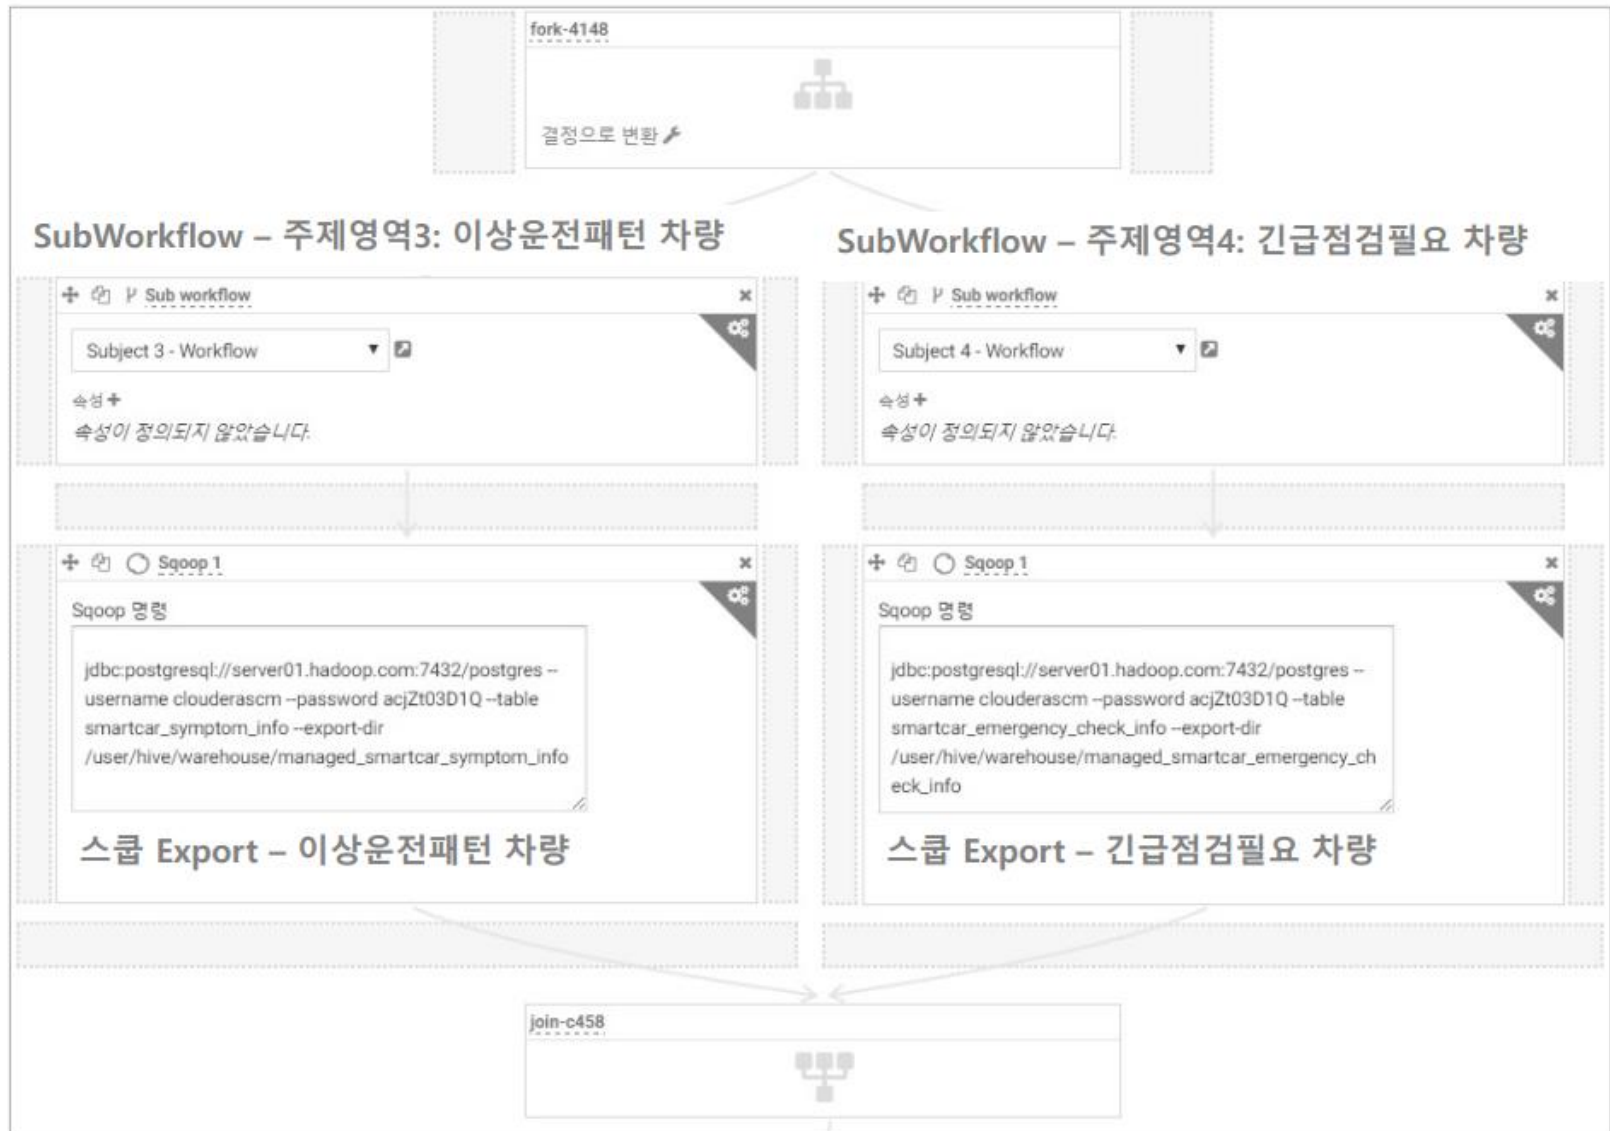 fork-4148
결정으로 변환
SubWorkflow – 주제영역3: 이상운전패턴 차량
SubWorkflow – 주제영역4: 긴급점검필요 차량
Sub workflow
Subject 3 - Workflow
속성
속성이 정의되지 않았습니다.
Sub workflow
Subject 4 - Workflow
속성
속성이 정의되지 않았습니다.
Sqoop 1
Sqoop 명령
jdbc:postgresql://server01.hadoop.com:7432/postgres --
username clouderascm --password acjZt03D1Q --table
smartcar_symptom_info --export-dir
/user/hive/warehouse/managed_smartcar_symptom_info
스쿱 Export – 이상운전패턴 차량
Sqoop 1
Sqoop 명령
jdbc:postgresql://server01.hadoop.com:7432/postgres --
username clouderascm --password acjZt03D1Q --table
smartcar_emergency_check_info --export-dir
/user/hive/warehouse/managed_smartcar_emergency_ch
eck_info
스쿱 Export – 긴급점검필요 차량
join-c458